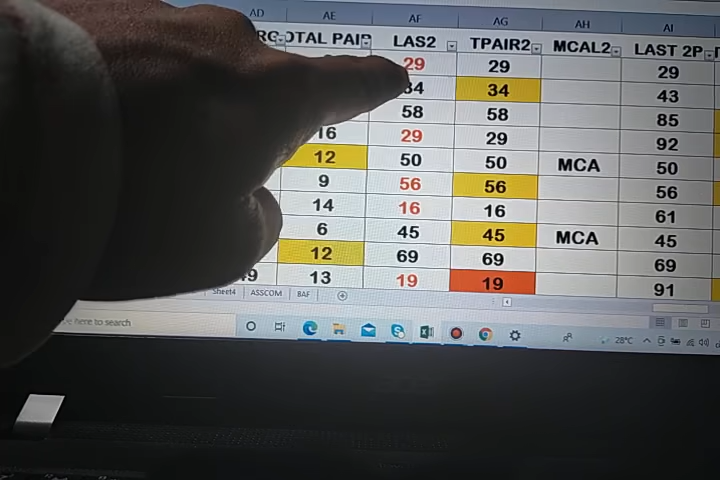 AD AE AF AG AH AI
OTAL PAIR LAS2 TPAIR2 MCAL2 LAST 2P
29 29 29
34 34 43
58 58 85
16 29 29 92
12 50 50 MCA 50
9 56 56 56
14 16 16 61
6 45 45 MCA 45
12 69 69 69
13 19 19 91
Sheet4 ASSCOM BAF
here to search 28°C